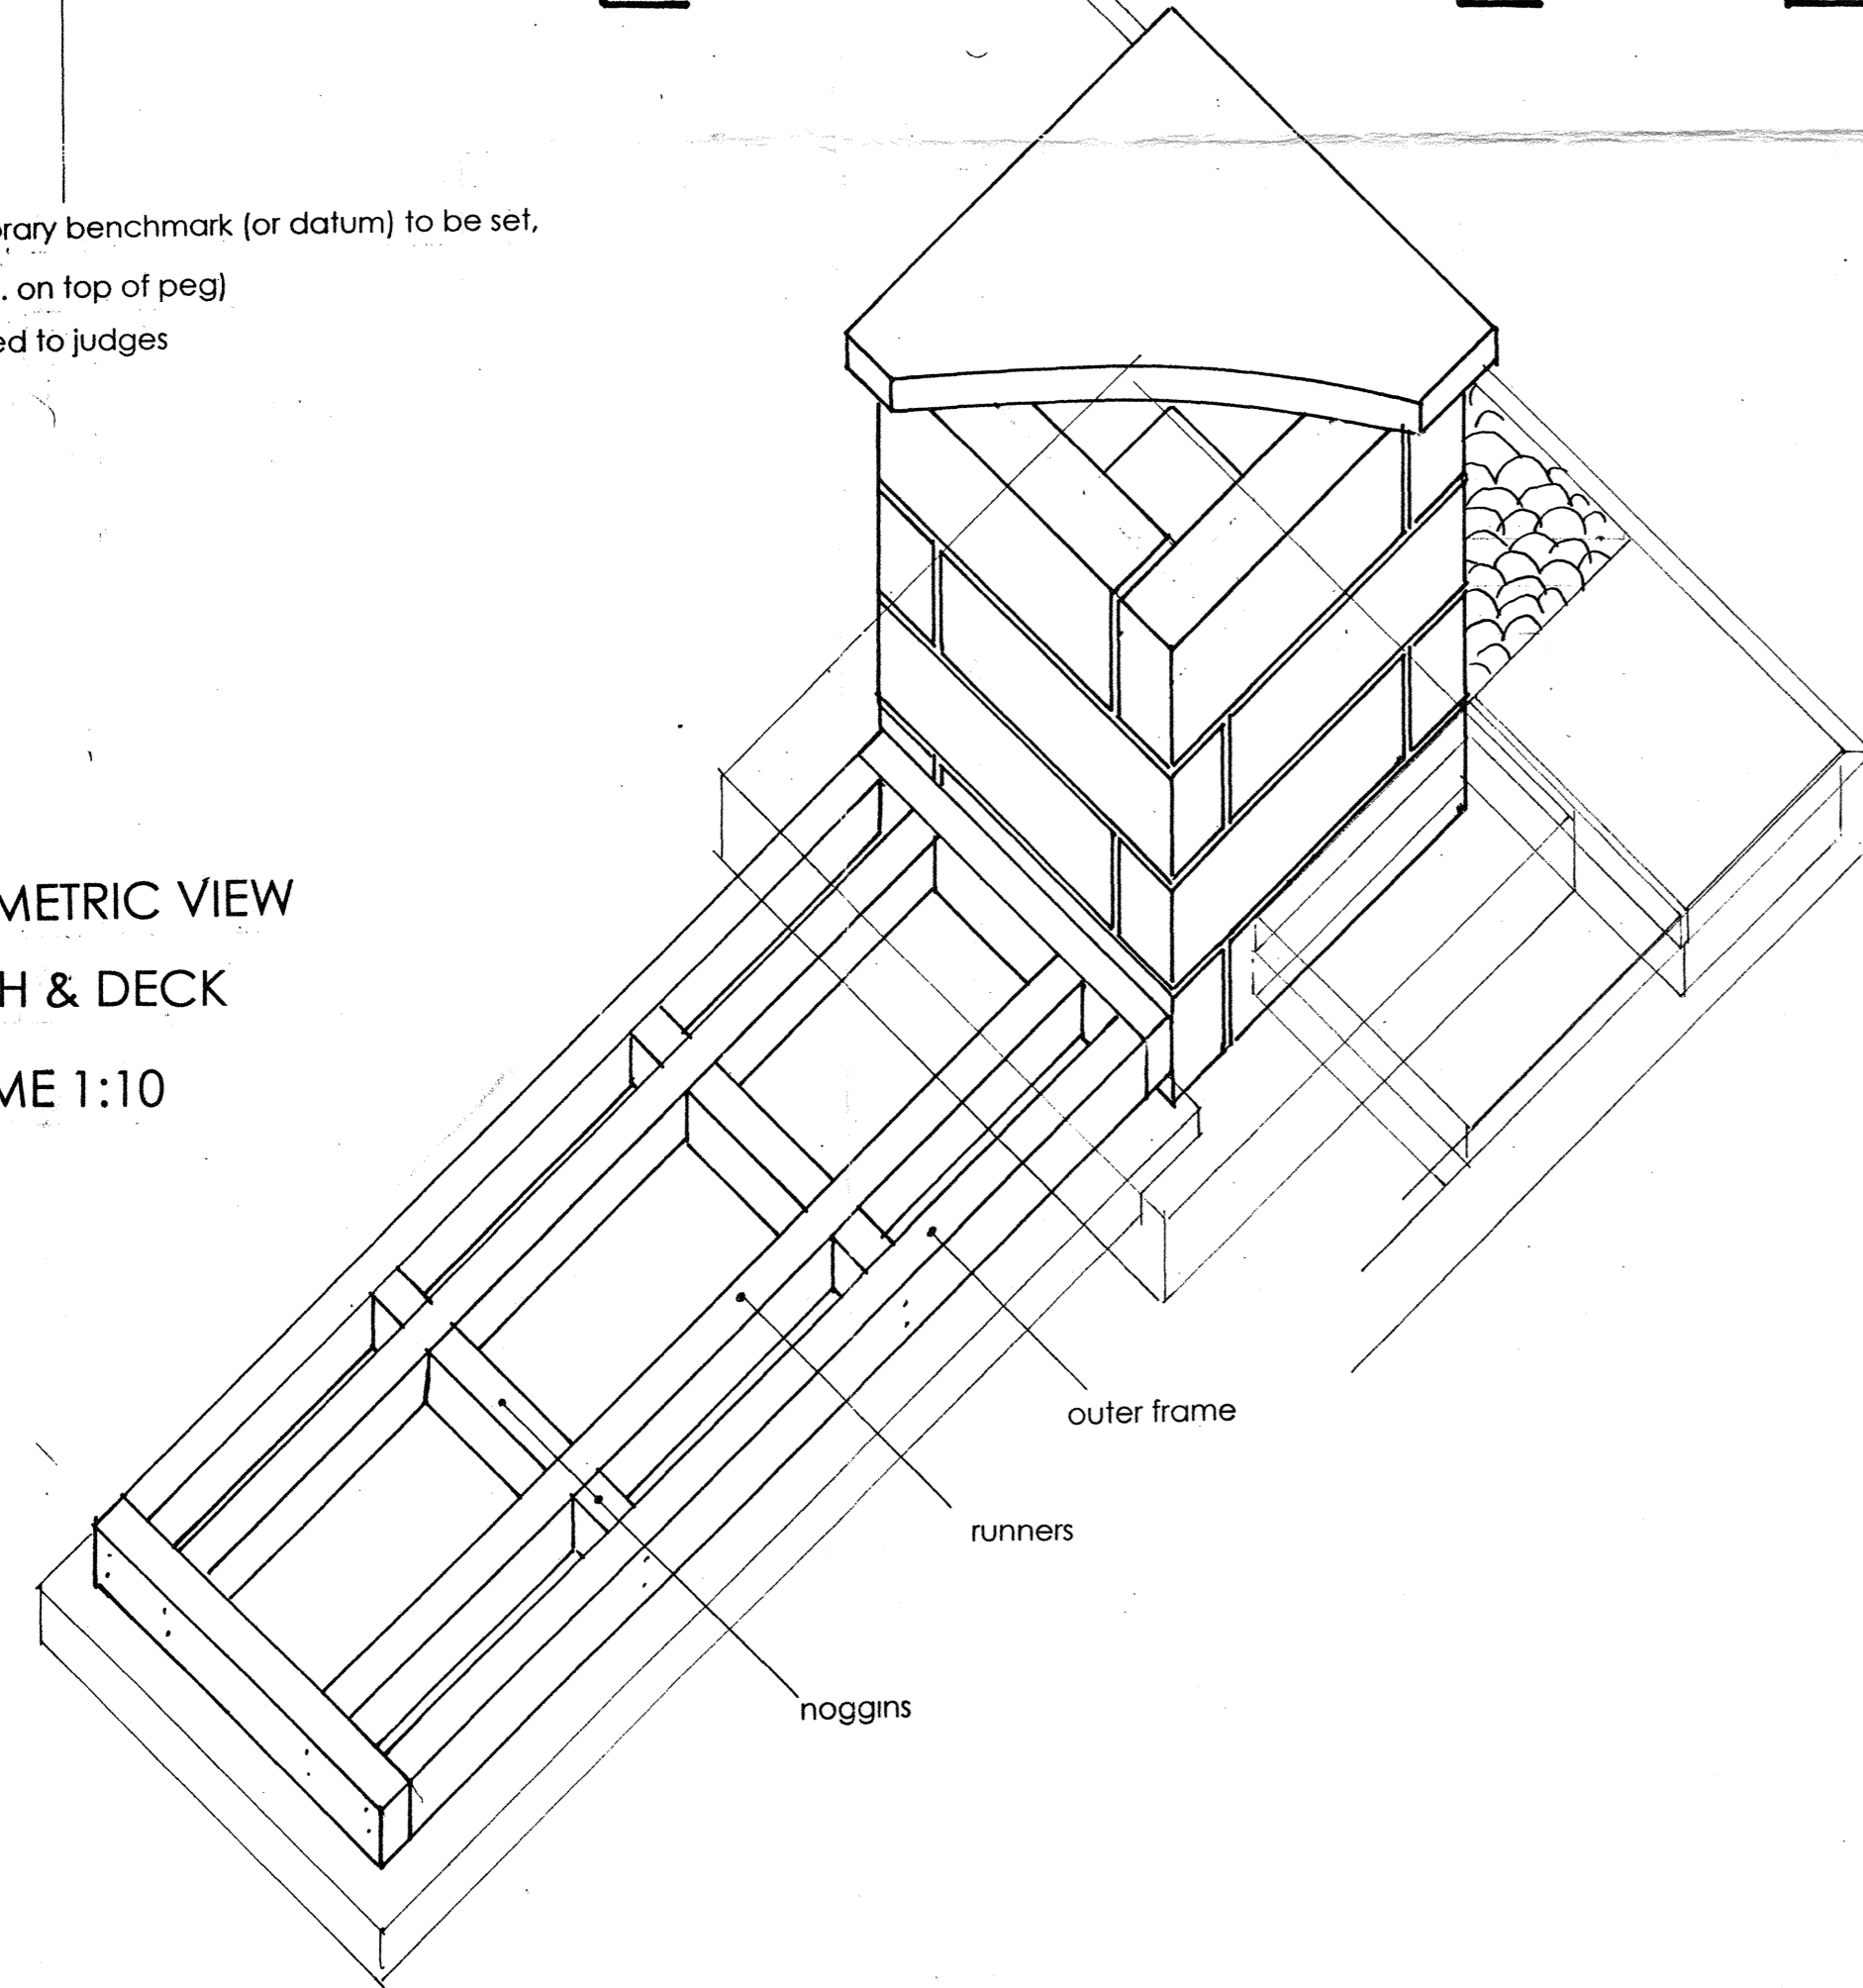 rary benchmark (or datum) to be set,
. on top of peg)
ed to judges
METRIC VIEW
H & DECK
ME 1:10
outer frame
runners
noggins